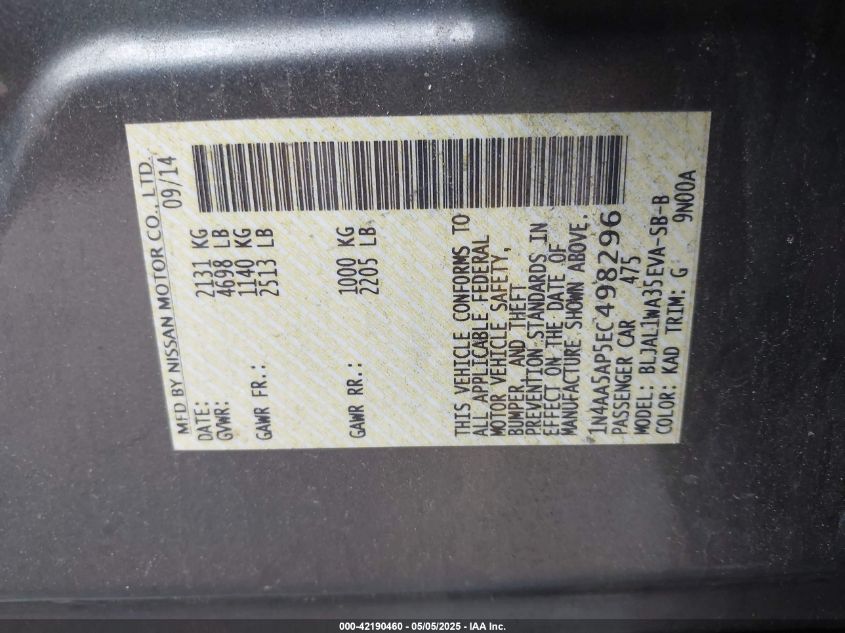 MFD BY NISSAN MOTOR CO., LTD.
DATE: 09/14
GVWR: 2131 KG
4698 LB
GAWR FR.: 1140 KG
2513 LB
GAWR RR.: 1000 KG
2205 LB
THIS VEHICLE CONFORMS TO
ALL APPLICABLE FEDERAL
MOTOR VEHICLE SAFETY,
BUMPER, AND THEFT
PREVENTION STANDARDS IN
EFFECT ON THE DATE OF
MANUFACTURE SHOWN ABOVE.
1N4AA5AP5EC498296
PASSENGER CAR 475
MODEL: BLJAL1WA35EVA-SB-B
COLOR: KAD TRIM: G 9N00A
000-42190460 - 05/05/2025 - IAA Inc.